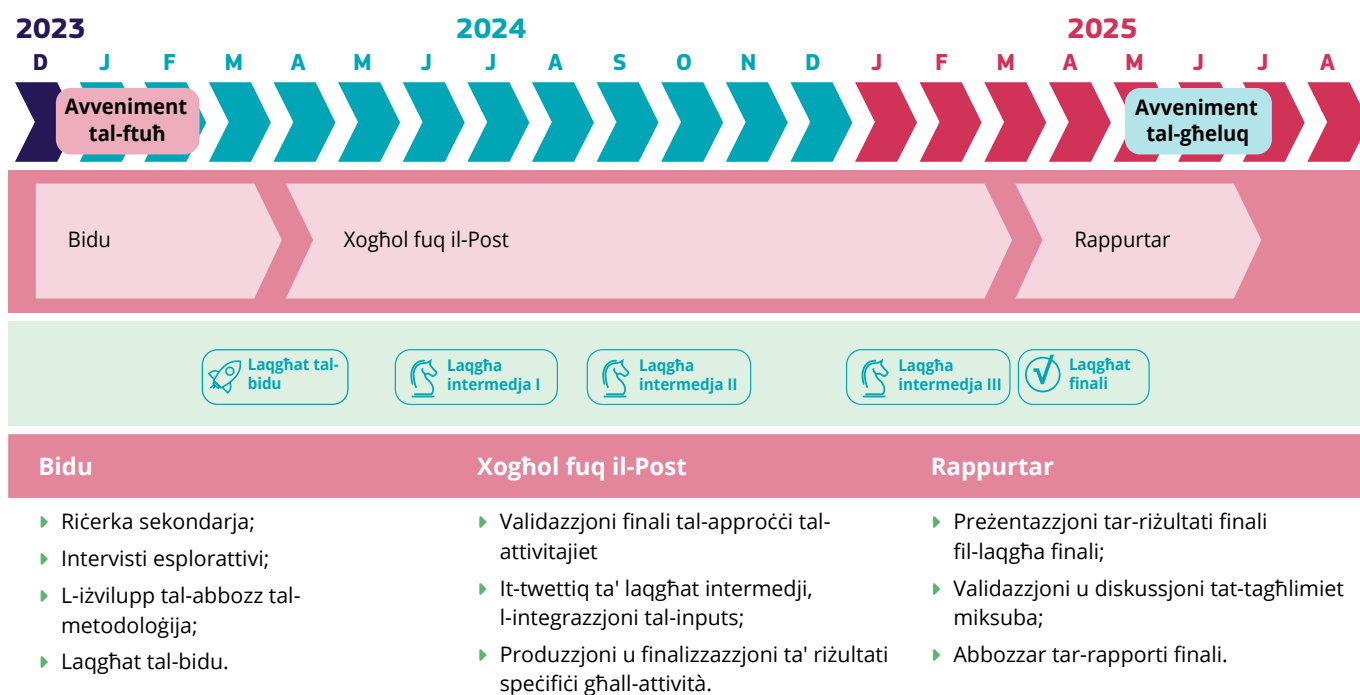 2023 2024 2025
D J F M A M J J A S O N D J F M A M J J A
Avveniment
tal-ftuħ
Avveniment
tal-għeluq
Bidu
Xogħol fuq il-Post
Rappurtar
Laqgħat tal-
bidu
Laqgħa
intermedja I
Laqgħa
intermedja II
Laqgħa
intermedja III
Laqgħat
finali
Bidu
Riċerka sekondarja;
Intervisti esplorattivi;
L-iżvilupp tal-abbozz tal-
metodoloġija;
Laqgħat tal-bidu.
Xogħol fuq il-Post
Validazzjoni finali tal-approċċi tal-
attivitajiet
It-twettiq ta' laqgħat intermedji,
l-integrazzjoni tal-inputs;
Produzzjoni u finalizzazzjoni ta' riżultati
speċifiċi għall-attività.
Rappurtar
Preżentazzjoni tar-riżultati finali
fil-laqgħa finali;
Validazzjoni u diskussjoni tat-tagħlimiet
miksuba;
Abbozzar tar-rapporti finali.